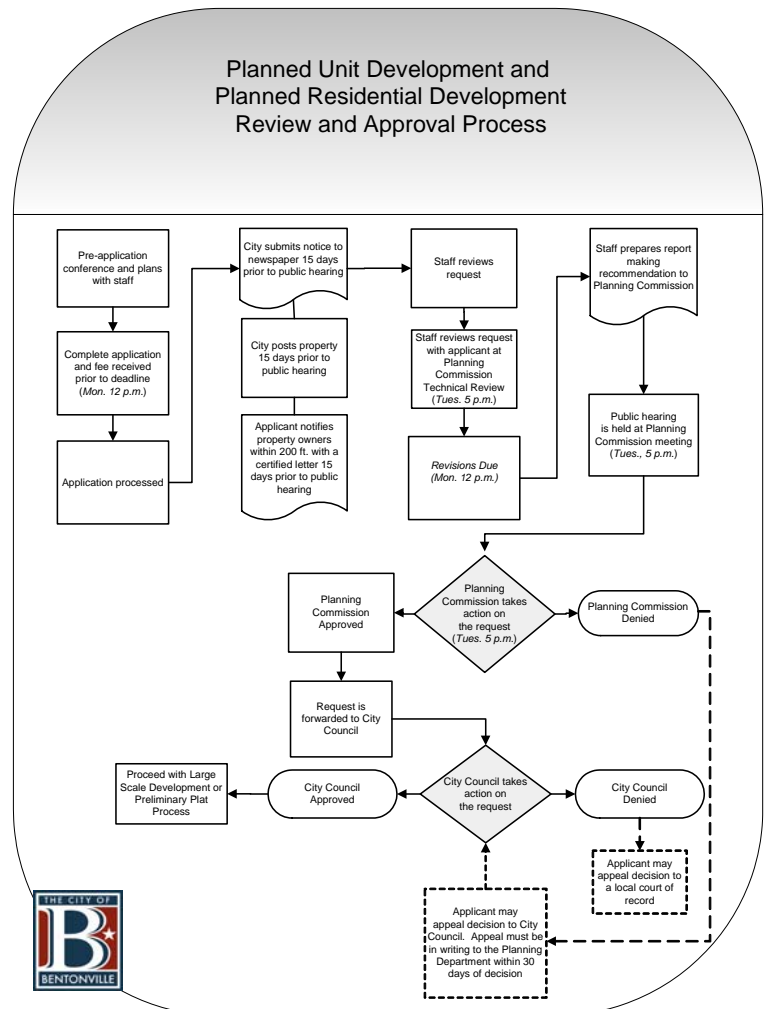 Planned Unit Development and
Planned Residential Development
Review and Approval Process
Pre-application
conference and plans
with staff
Complete application
and fee received
prior to deadline
(Mon. 12 p.m.)
Application processed
City submits notice to
newspaper 15 days
prior to public hearing
City posts property
15 days prior to
public hearing
Applicant notifies
property owners
within 200 ft. with a
certified letter 15
days prior to public
hearing
Staff reviews
request
Staff reviews request
with applicant at
Planning
Commission
Technical Review
(Tues. 5 p.m.)
Revisions Due
(Mon. 12 p.m.)
Staff prepares report
making
recommendation to
Planning Commission
Public hearing
is held at Planning
Commission meeting
(Tues., 5 p.m.)
Planning
Commission takes
action on
the request
(Tues. 5 p.m.)
Planning
Commission
Approved
Planning Commission
Denied
Request is
forwarded to City
Council
City Council takes
action on
the request
City Council
Approved
Proceed with Large
Scale Development or
Preliminary Plat
Process
City Council
Denied
Applicant may
appeal decision to
a local court of
record
Applicant may
appeal decision to City
Council.  Appeal must be
in writing to the Planning
Department within 30
days of decision
THE CITY OF
B
BENTONVILLE